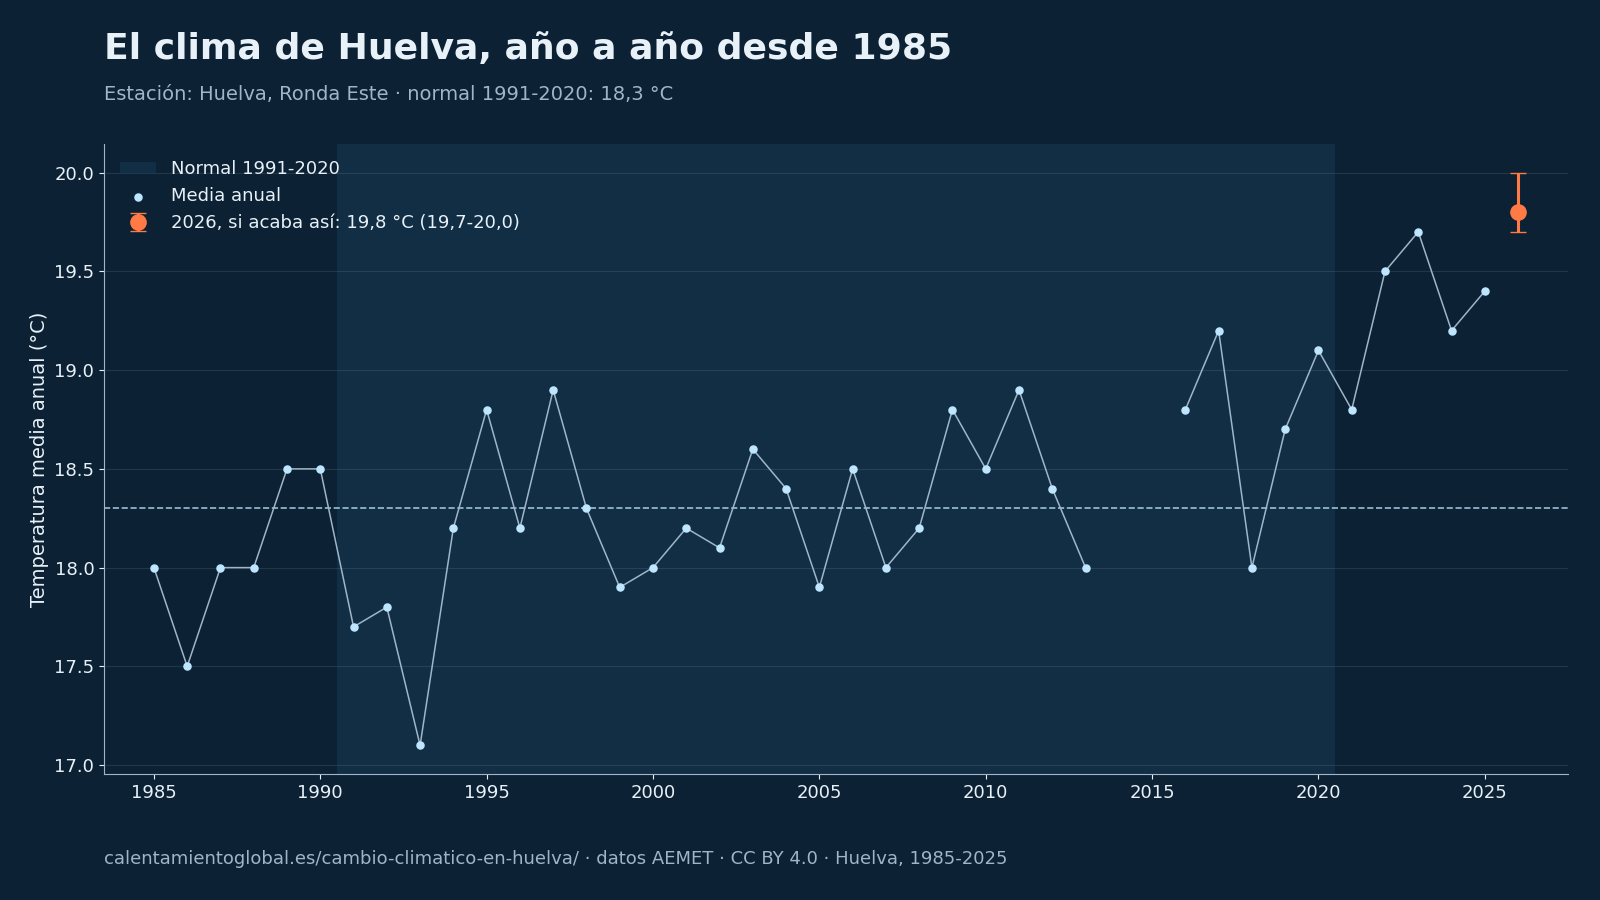 El clima de Huelva, año a año desde 1985
Estación: Huelva, Ronda Este · normal 1991-2020: 18,3 °C
Normal 1991-2020
Media anual
2026, si acaba así: 19,8 °C (19,7-20,0)
Temperatura media anual (°C)
20.0
19.5
19.0
18.5
18.0
17.5
17.0
1985 1990 1995 2000 2005 2010 2015 2020 2025
calentamientoglobal.es/cambio-climatico-en-huelva/ · datos AEMET · CC BY 4.0 · Huelva, 1985-2025